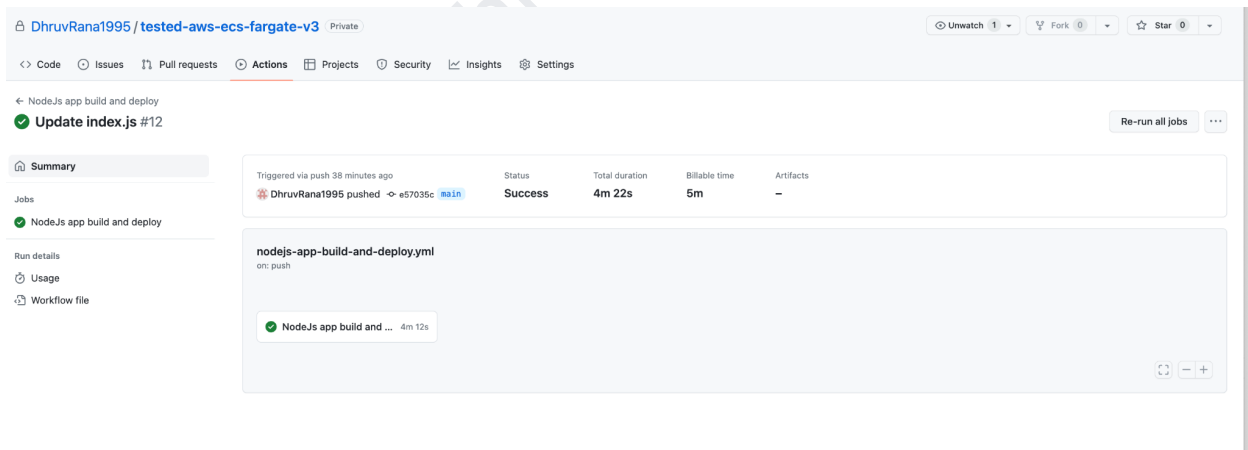 DhruvRana1995 / tested-aws-ecs-fargate-v3 Private
Unwatch 1
Fork 0
Star 0
Code Issues Pull requests Actions Projects Security Insights Settings
NodeJs app build and deploy
Update index.js #12
Re-run all jobs
Summary
Jobs
NodeJs app build and deploy
Run details
Usage
Workflow file
Triggered via push 38 minutes ago
DhruvRana1995 pushed e57035c main
Status
Success
Total duration
4m 22s
Billable time
5m
Artifacts
–
nodejs-app-build-and-deploy.yml
on: push
NodeJs app build and ... 4m 12s